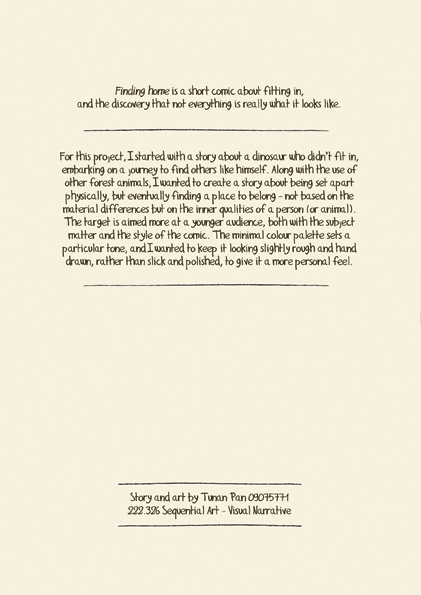 Finding home is a short comic about fitting in,
and the discovery that not everything is really what it looks like.
For this project, I started with a story about a dinosaur who didn't fit in,
embarking on a journey to find others like himself. Along with the use of
other forest animals, I wanted to create a story about being set apart
physically, but eventually finding a place to belong - not based on the
material differences but on the inner qualities of a person (or animal).
The target is aimed more at a younger audience, both with the subject
matter and the style of the comic. The minimal colour palette sets a
particular tone, and I wanted to keep it looking slightly rough and hand
drawn, rather than slick and polished, to give it a more personal feel.
Story and art by Tunan Pan 09075771
222.326 Sequential Art - Visual Narrative